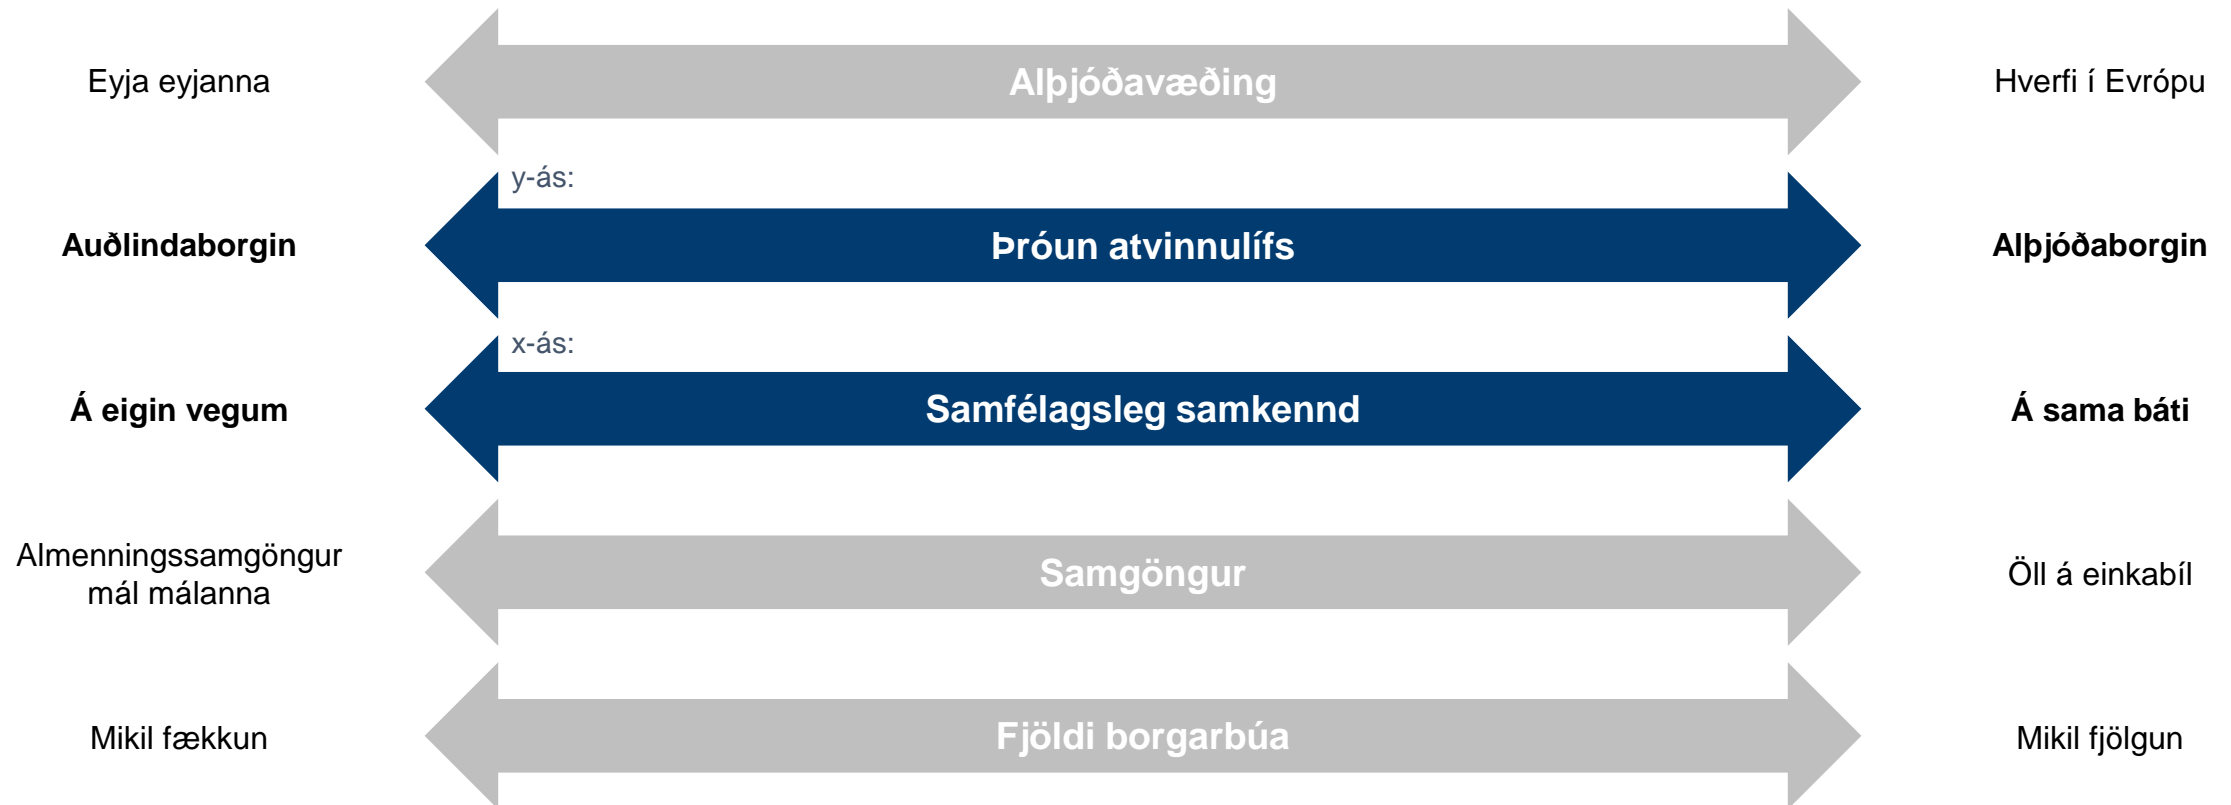 Eyja eyjanna
Alþjóðavæðing
Hverfi í Evrópu
y-ás:
Auðlindaborgin
Þróun atvinnulífs
Alþjóðaborgin
x-ás:
Á eigin vegum
Samfélagsleg samkennd
Á sama báti
Almenningssamgöngur
mál málanna
Samgöngur
Öll á einkabíl
Mikil fækkun
Fjöldi borgarbúa
Mikil fjölgun